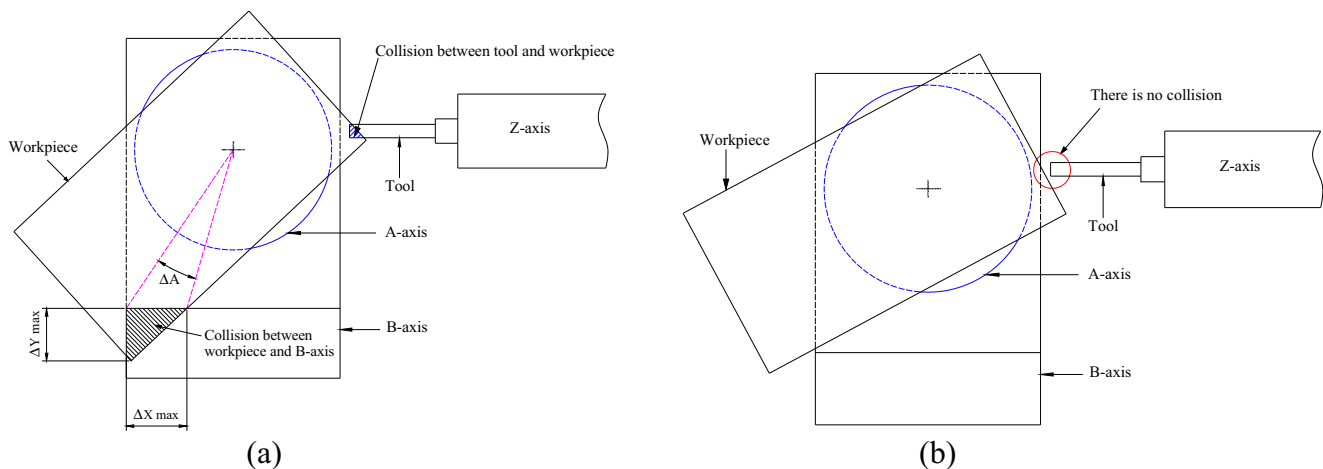 Collision between tool and workpiece
Z-axis
Workpiece
Tool
A-axis
ΔA
ΔY max
Collision between
workpiece and B-axis
B-axis
ΔX max
(a)
There is no collision
Workpiece
Z-axis
Tool
A-axis
B-axis
(b)